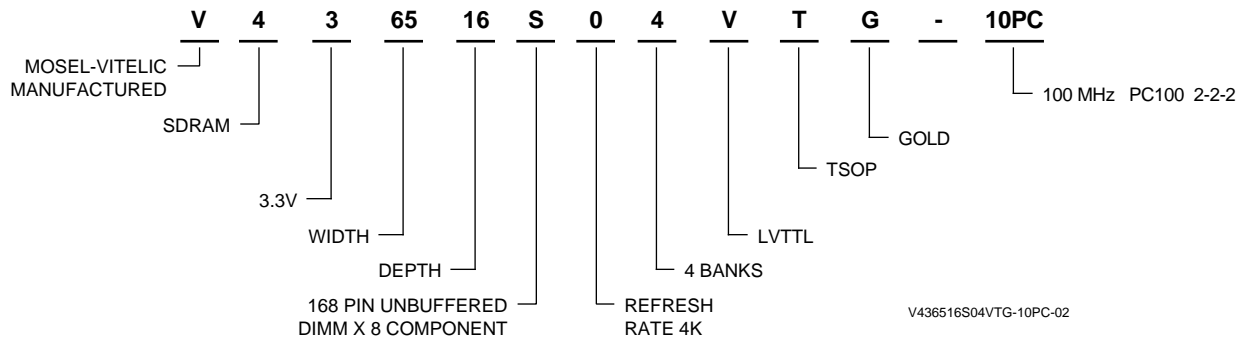 V 4 3 65 16 S 0 4 V T G - 10PC
MOSEL-VITELIC
MANUFACTURED
100 MHz PC100 2-2-2
SDRAM
GOLD
TSOP
3.3V
WIDTH
LVTTL
DEPTH
4 BANKS
168 PIN UNBUFFERED
DIMM X 8 COMPONENT
REFRESH
RATE 4K
V436516S04VTG-10PC-02